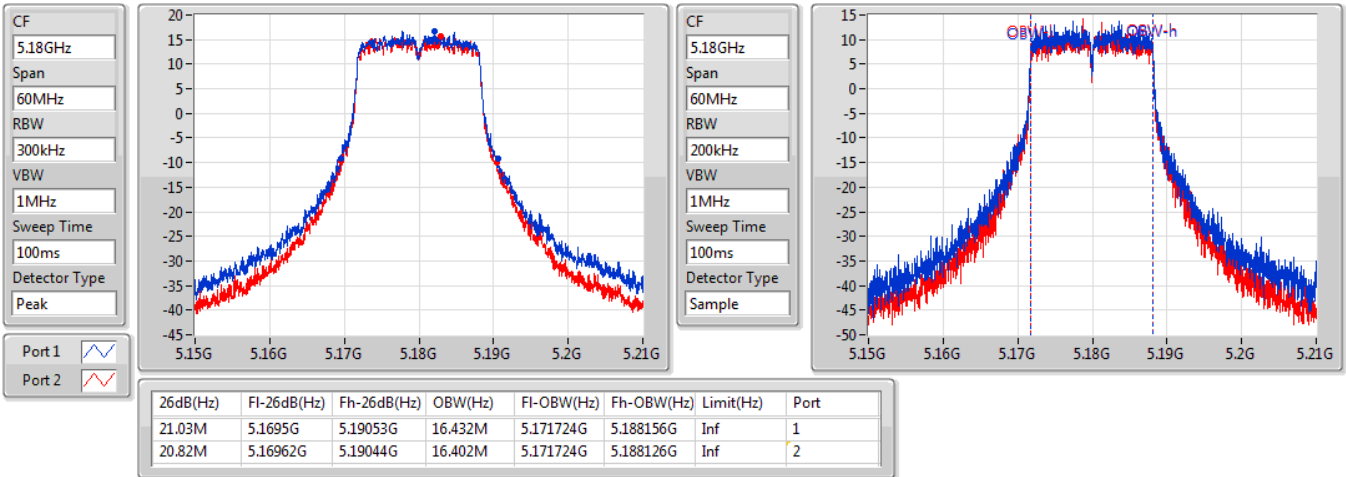 CF
5.18GHz
Span
60MHz
RBW
300kHz
VBW
1MHz
Sweep Time
100ms
Detector Type
Peak
Port 1
Port 2
20
15
10
5
0
-5
-10
-15
-20
-25
-30
-35
-40
-45
5.15G 5.16G 5.17G 5.18G 5.19G 5.2G 5.21G
CF
5.18GHz
Span
60MHz
RBW
200kHz
VBW
1MHz
Sweep Time
100ms
Detector Type
Sample
15
10
5
0
-5
-10
-15
-20
-25
-30
-35
-40
-45
-50
OBW-h
5.15G 5.16G 5.17G 5.18G 5.19G 5.2G 5.21G
26dB(Hz) Fl-26dB(Hz) Fh-26dB(Hz) OBW(Hz) Fl-OBW(Hz) Fh-OBW(Hz) Limit(Hz) Port
21.03M 5.1695G 5.19053G 16.432M 5.171724G 5.188156G Inf 1
20.82M 5.16962G 5.19044G 16.402M 5.171724G 5.188126G Inf 2